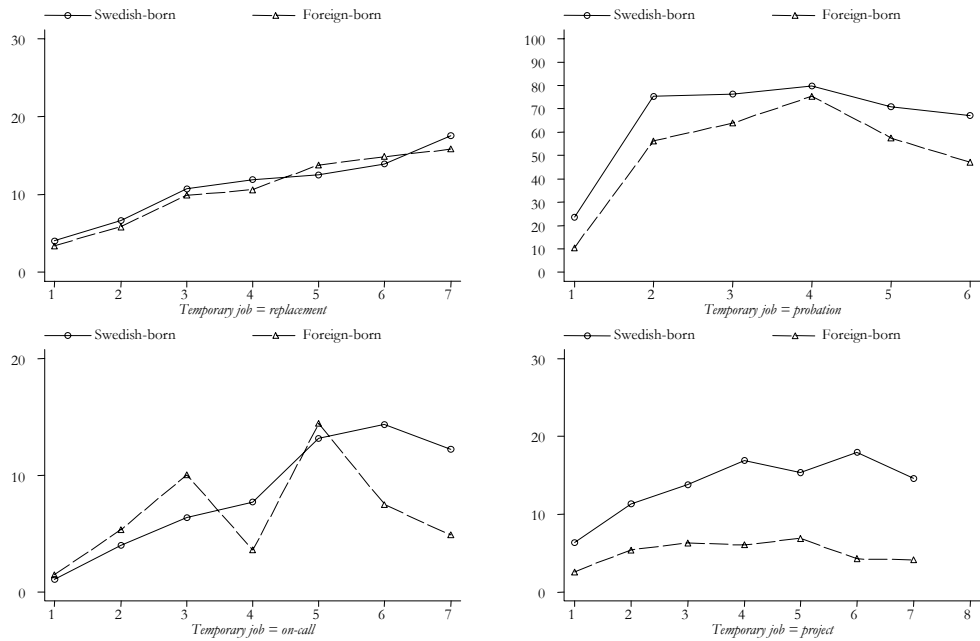 Swedish-born Foreign-born
30
20
10
0
1 2 3 4 5 6 7
Temporary job = replacement
Swedish-born Foreign-born
100
90
80
70
60
50
40
30
20
10
0
1 2 3 4 5 6
Temporary job = probation
Swedish-born Foreign-born
20
10
0
1 2 3 4 5 6 7
Temporary job = on-call
Swedish-born Foreign-born
30
20
10
0
1 2 3 4 5 6 7 8
Temporary job = project